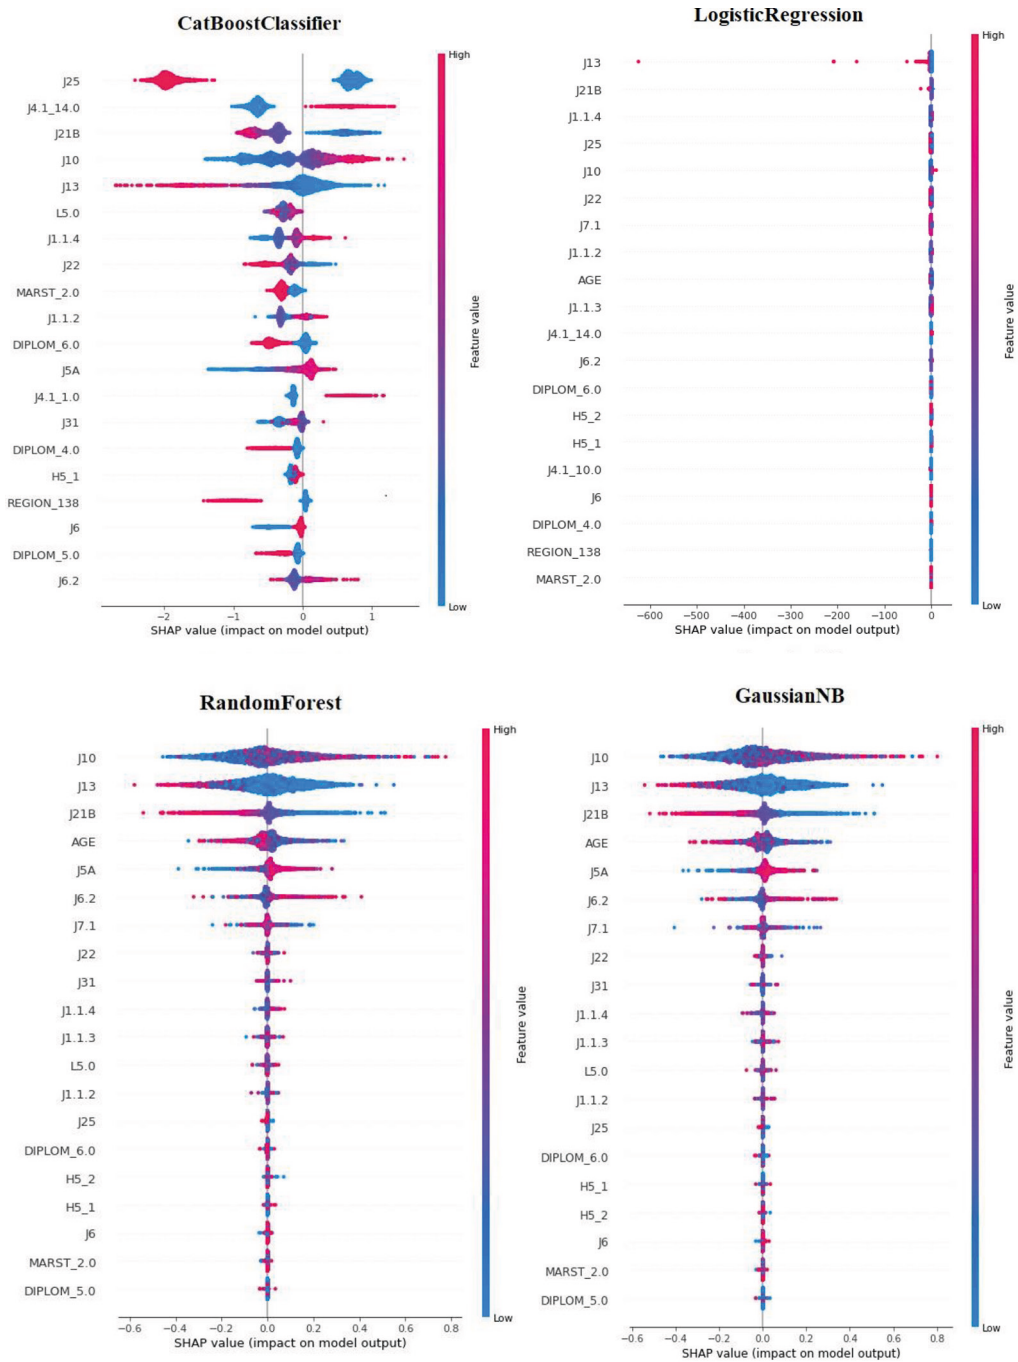 CatBoostClassifier
High
J25
J4.1_14.0
J21B
J10
J13
L5.0
J1.1.4
J22
MARST_2.0
J1.1.2
DIPLOM_6.0
J5A
J4.1_1.0
J31
DIPLOM_4.0
H5_1
REGION_138
J6
DIPLOM_5.0
J6.2
Feature value
Low
−2 −1 0 1
SHAP value (impact on model output)
LogisticRegression
High
J13
J21B
J1.1.4
J25
J10
J22
J7.1
J1.1.2
AGE
J1.1.3
J4.1_14.0
J6.2
DIPLOM_6.0
H5_2
H5_1
J4.1_10.0
J6
DIPLOM_4.0
REGION_138
MARST_2.0
Feature value
Low
−600 −500 −400 −300 −200 −100 0
SHAP value (impact on model output)
RandomForest
High
J10
J13
J21B
AGE
J5A
J6.2
J7.1
J22
J31
J1.1.4
J1.1.3
L5.0
J1.1.2
J25
DIPLOM_6.0
H5_2
H5_1
J6
MARST_2.0
DIPLOM_5.0
Feature value
Low
−0.6 −0.4 −0.2 0.0 0.2 0.4 0.6 0.8
SHAP value (impact on model output)
GaussianNB
High
J10
J13
J21B
AGE
J5A
J6.2
J7.1
J22
J31
J1.1.4
J1.1.3
L5.0
J1.1.2
J25
DIPLOM_6.0
H5_1
H5_2
J6
MARST_2.0
DIPLOM_5.0
Feature value
Low
−0.6 −0.4 −0.2 0.0 0.2 0.4 0.6 0.8
SHAP value (impact on model output)